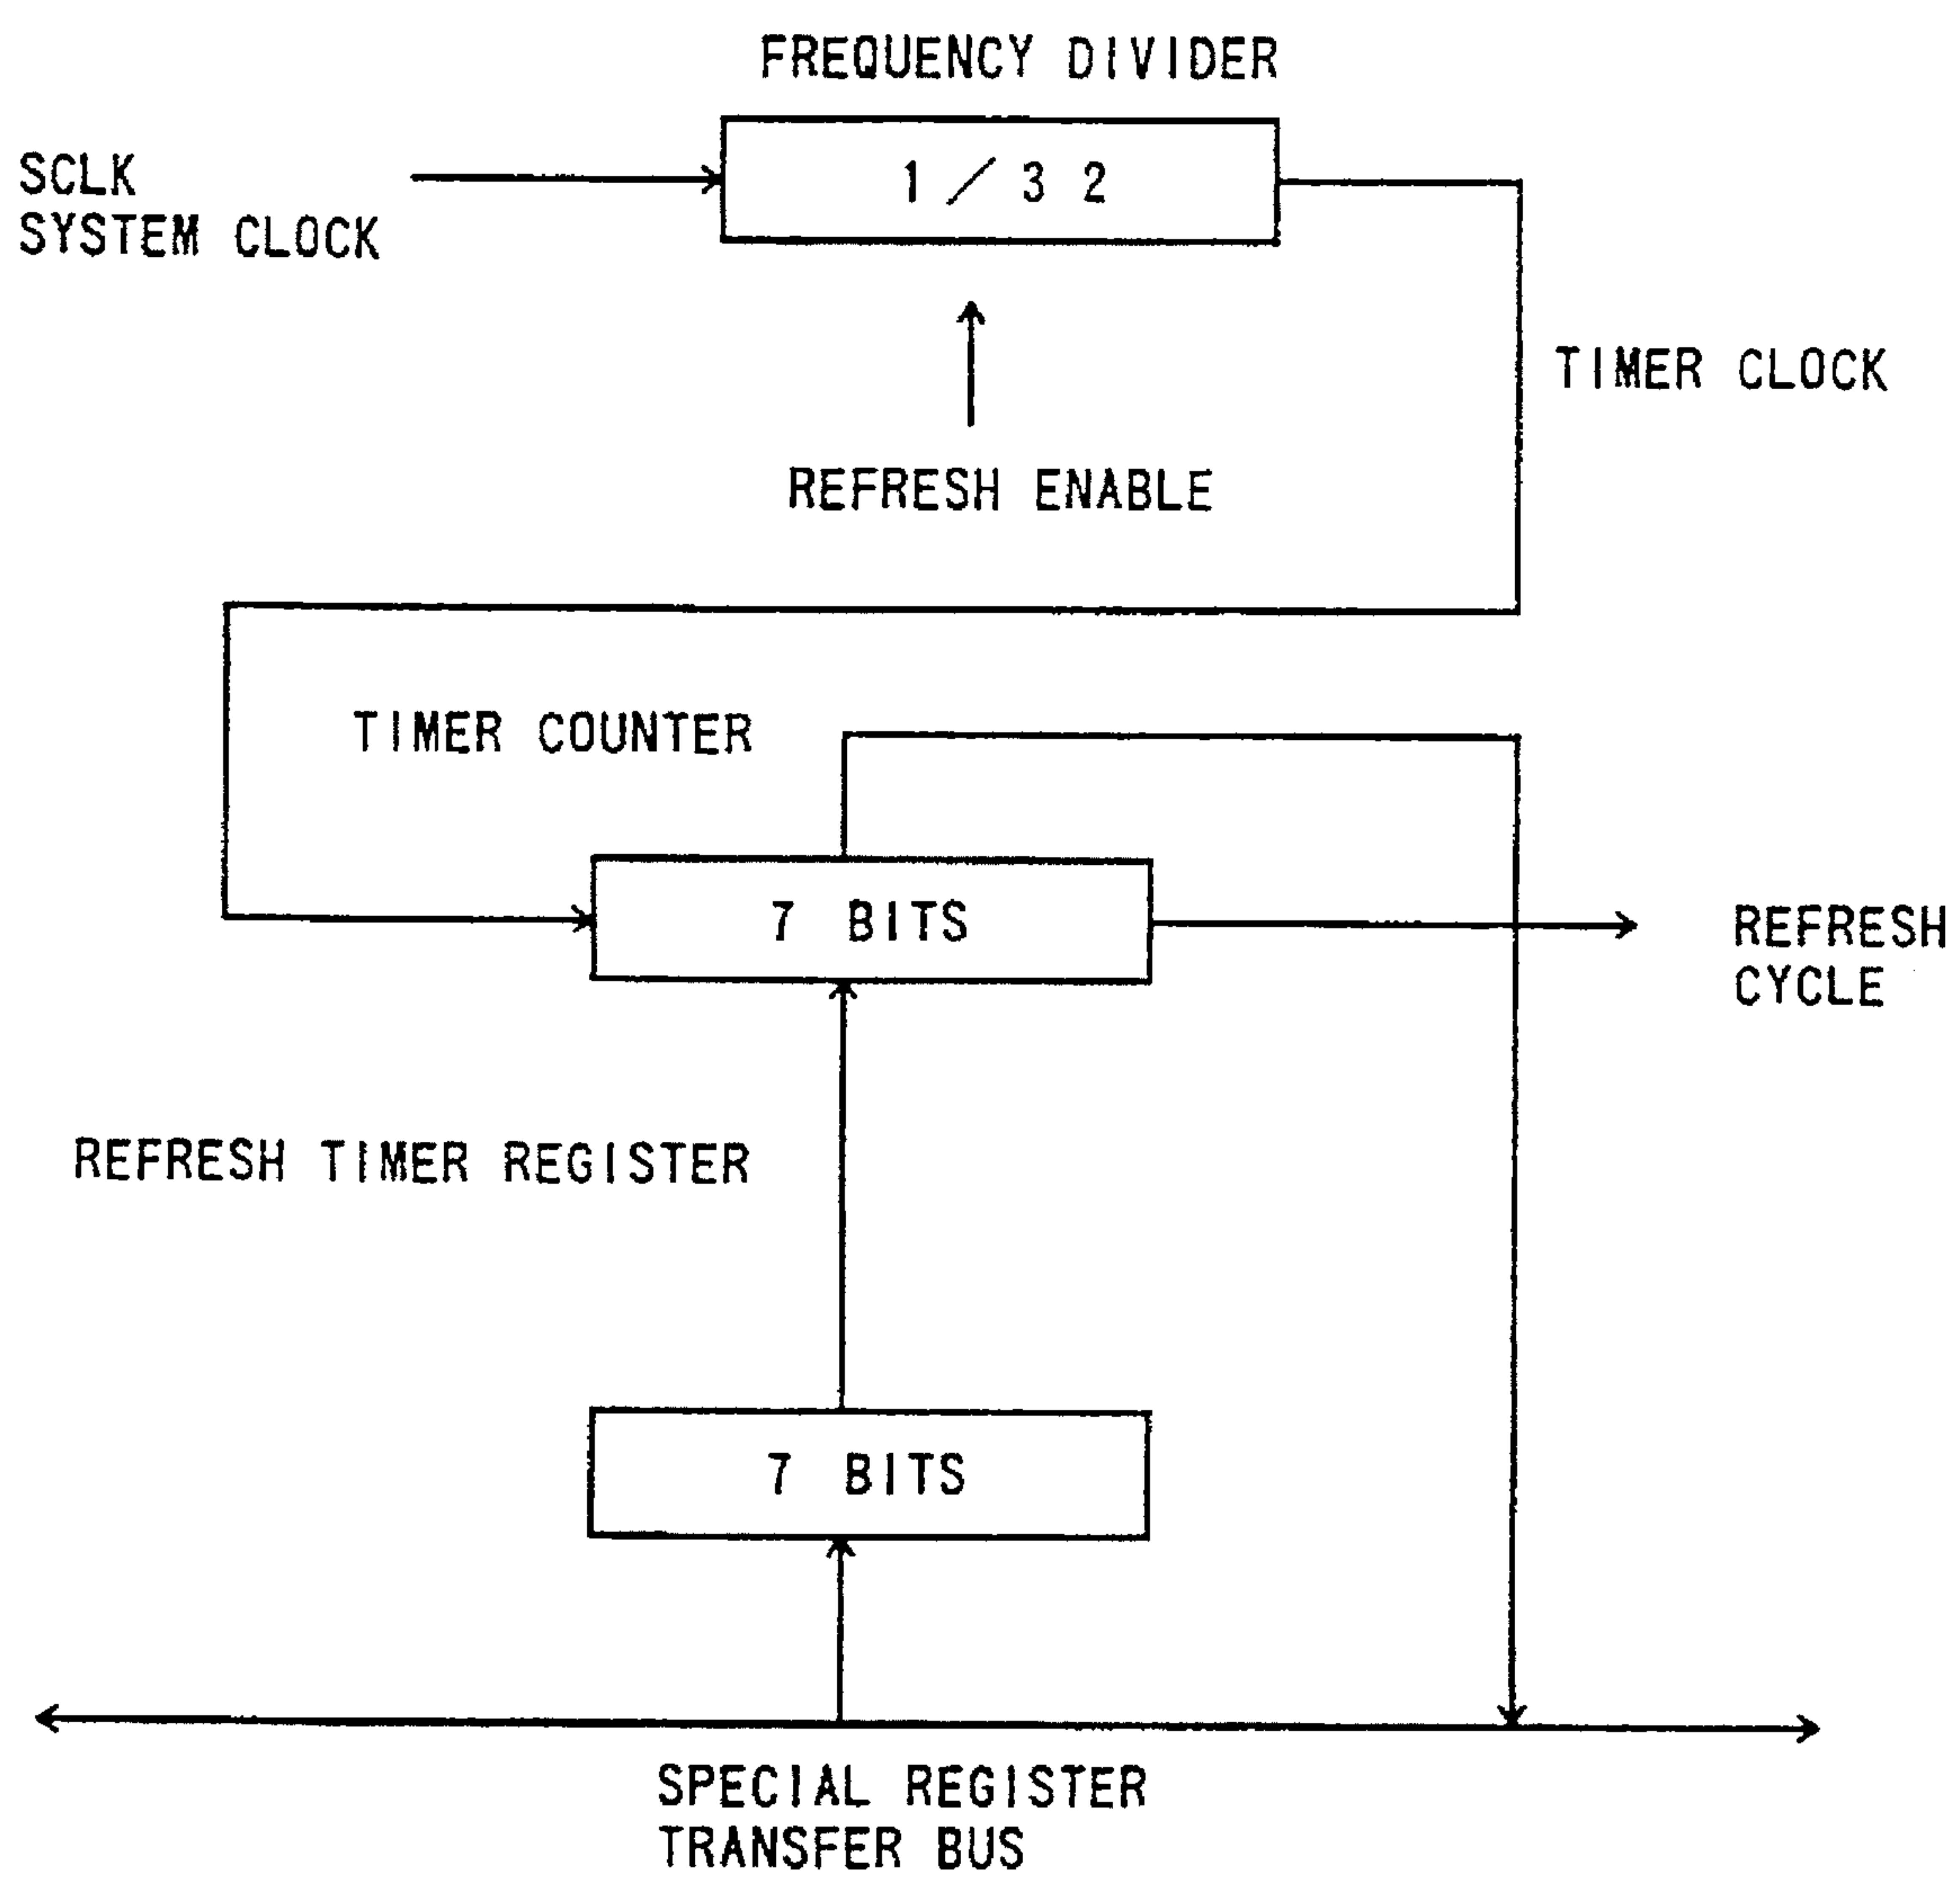 FREQUENCY DIVIDER
SCLK
SYSTEM CLOCK
1/32
TIMER CLOCK
REFRESH ENABLE
TIMER COUNTER
7 BITS
REFRESH
CYCLE
REFRESH TIMER REGISTER
7 BITS
SPECIAL REGISTER
TRANSFER BUS